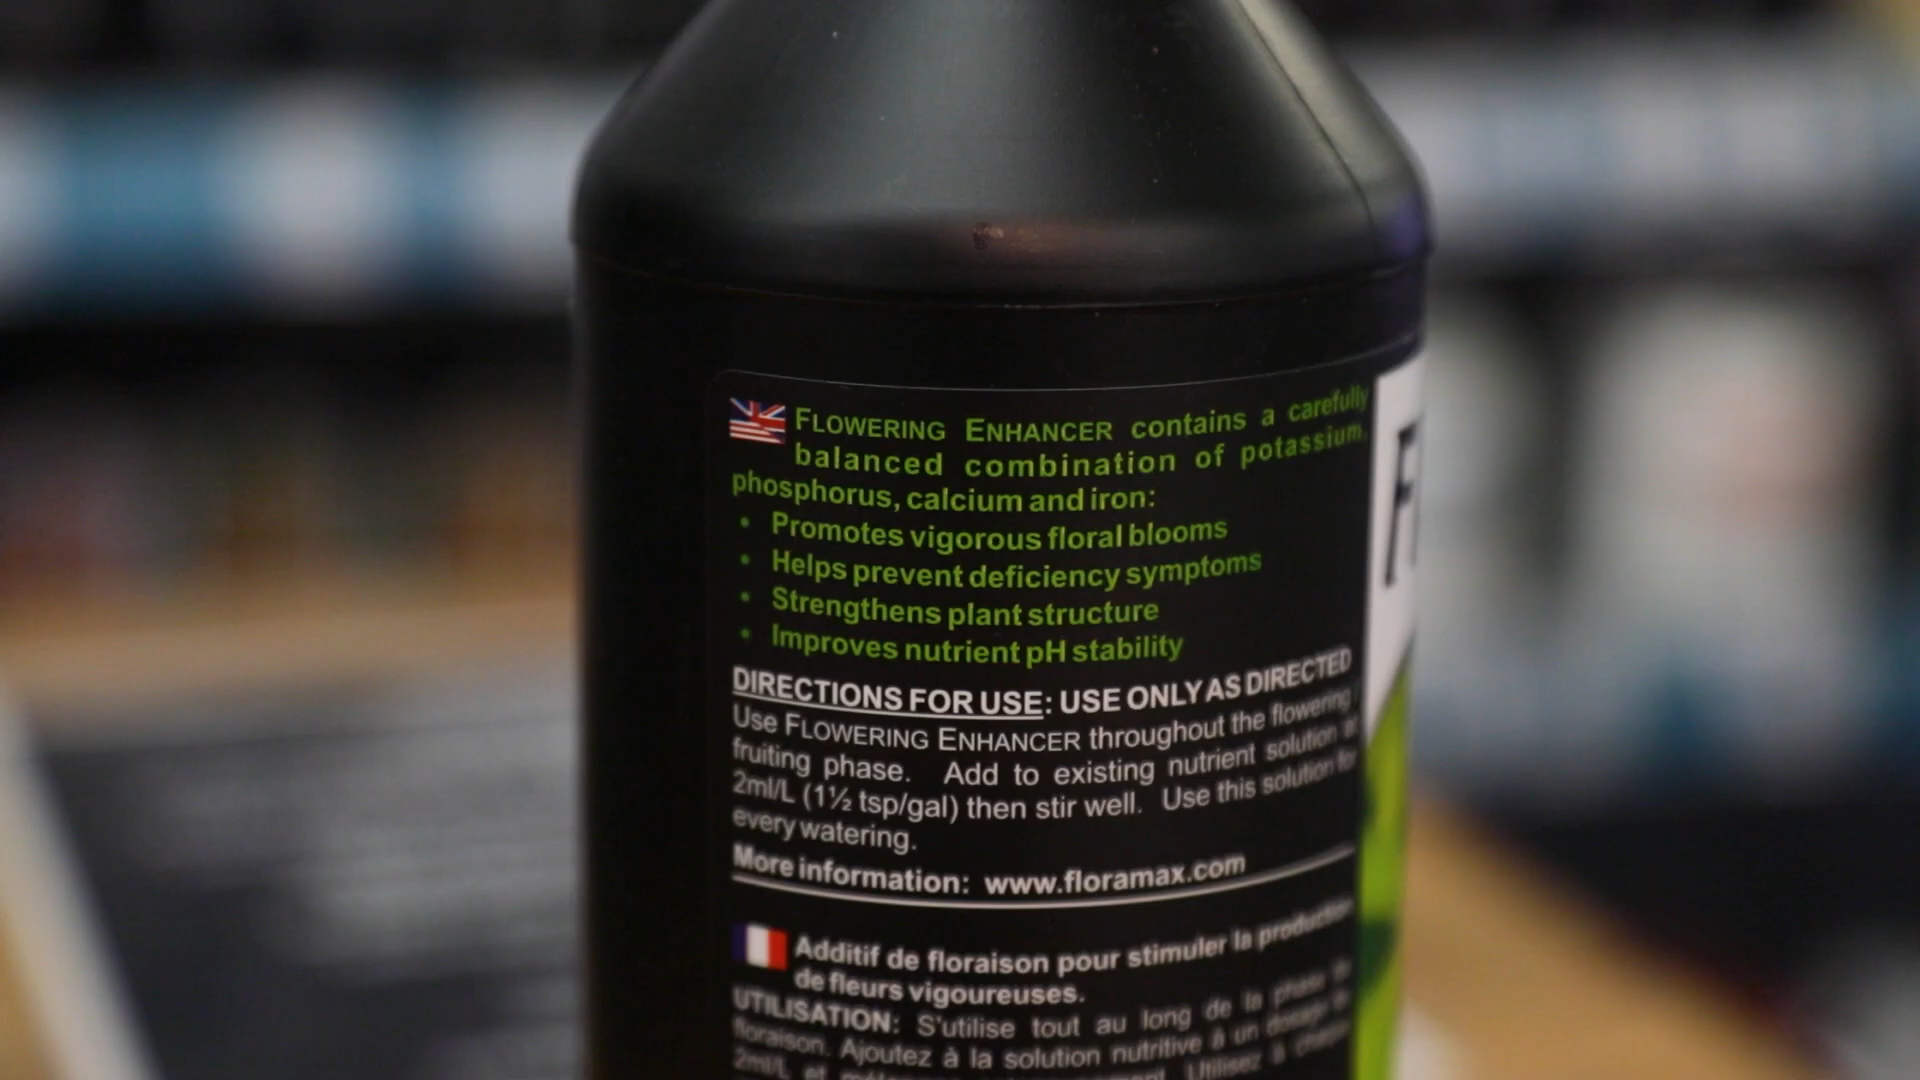 FLOWERING ENHANCER contains a carefully
balanced combination of potassium,
phosphorus, calcium and iron:
• Promotes vigorous floral blooms
• Helps prevent deficiency symptoms
• Strengthens plant structure
• Improves nutrient pH stability
DIRECTIONS FOR USE: USE ONLY AS DIRECTED
Use FLOWERING ENHANCER throughout the flowering /
fruiting phase. Add to existing nutrient solution at
2ml/L (1½ tsp/gal) then stir well. Use this solution for
every watering.
More information: www.floramax.com
Additif de floraison pour stimuler la production
de fleurs vigoureuses.
UTILISATION: S'utilise tout au long de la phase de
floraison. Ajoutez à la solution nutritive à un dosage de
2ml/L et Utilisez à chaque